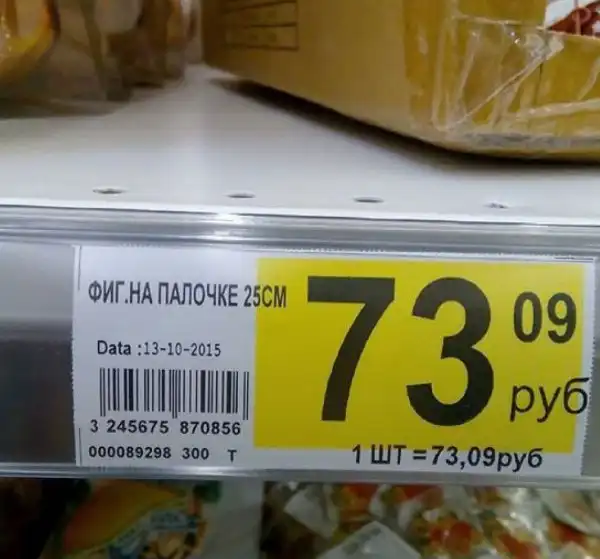 ФИГ.НА ПАЛОЧКЕ 25СМ
Data :13-10-2015
3 245675 870856
000089298 300 Т
73 09
руб
1 ШТ =73,09руб